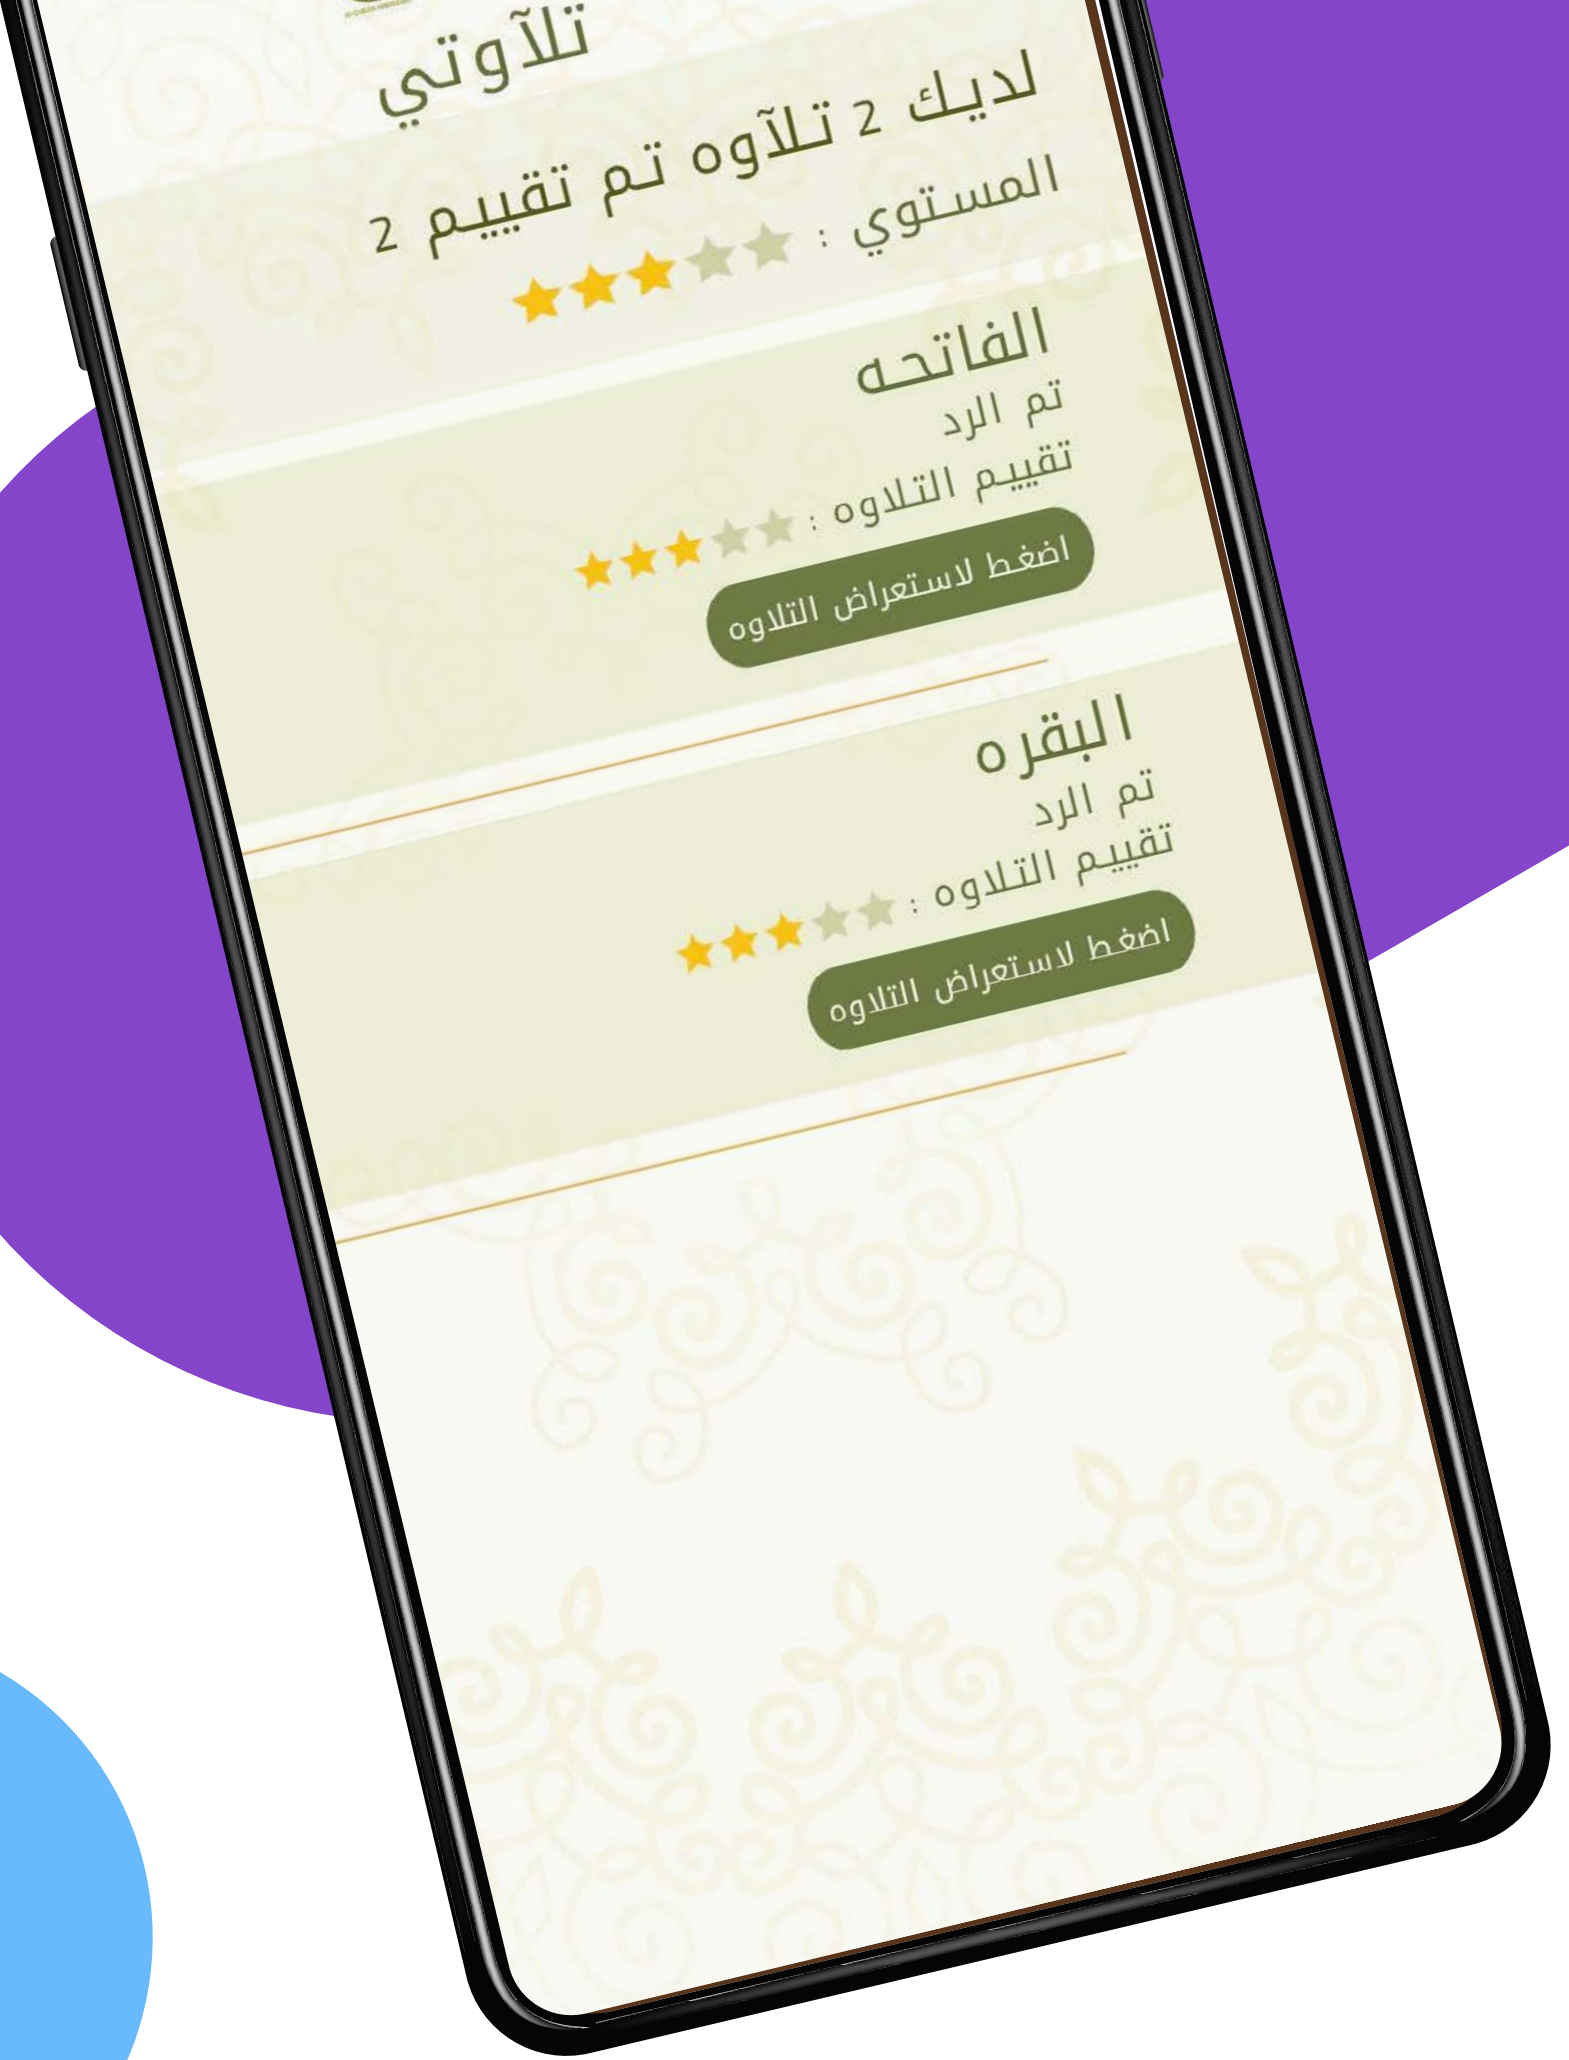 تلآوتي
لديك 2 تلآوه تم تقييم 2
المستوي :
الفاتحه
تم الرد
تقييم التلاوه :
اضغط لاستعراض التلاوه
البقره
تم الرد
تقييم التلاوه :
اضغط لاستعراض التلاوه